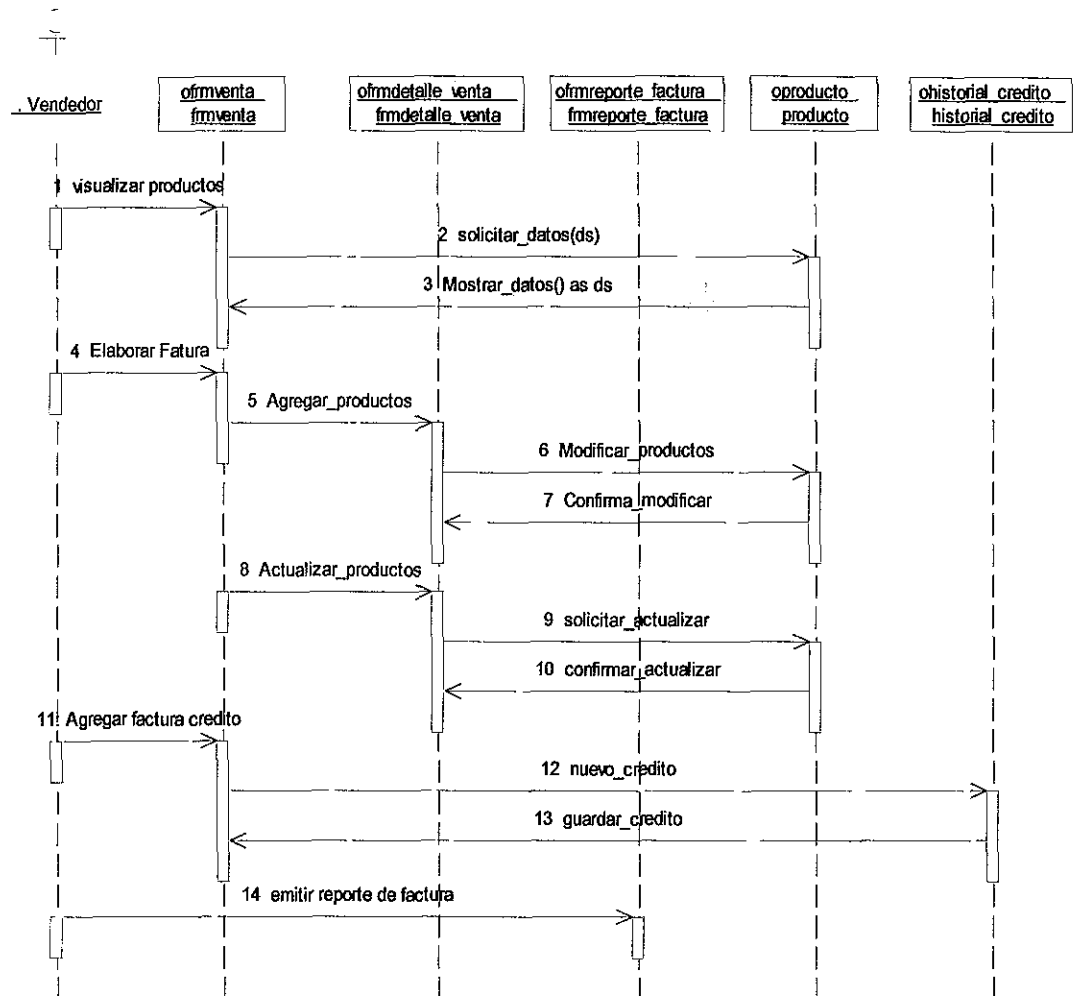 . Vendedor
ofrmventa
frmventa
ofrmdetalle_venta
frmdetalle_venta
ofrmreporte_factura
frmreporte_factura
oproducto
producto
ohistorial_credito
historial_credito
1 visualizar productos
2 solicitar_datos(ds)
3 Mostrar_datos() as ds
4 Elaborar Fatura
5 Agregar_productos
6 Modificar_productos
7 Confirma_modificar
8 Actualizar_productos
9 solicitar_actualizar
10 confirmar_actualizar
11 Agregar factura credito
12 nuevo_credito
13 guardar_credito
14 emitir reporte de factura